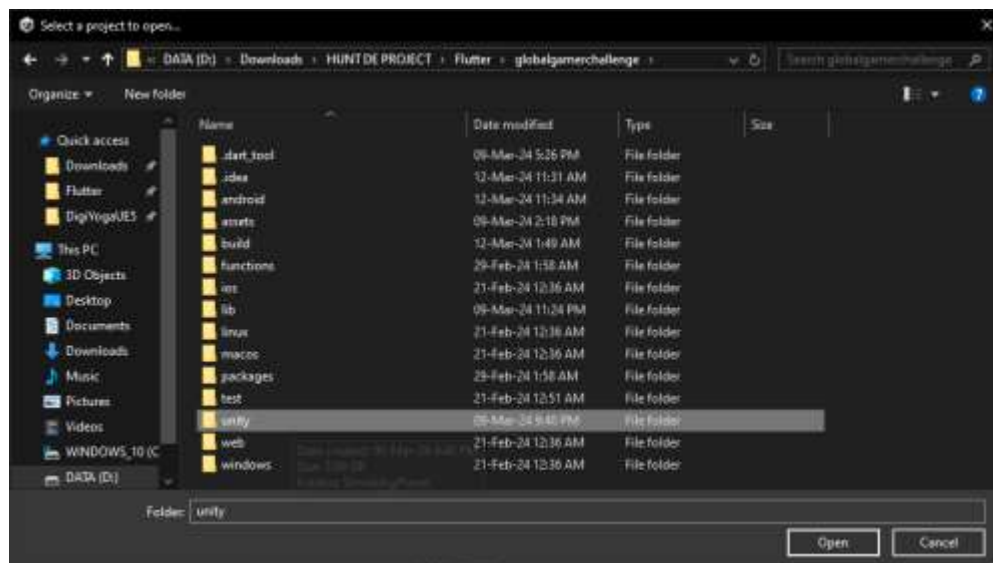 Select a project to open...
« DATA (D:) › Downloads › HUNT DE PROJECT › Flutter › globalgamerchallenge ›
Search globalgamerchallenge
Organize
New folder
Name Date modified Type Size
Quick access
Downloads
Flutter
DigiYogaUE5
This PC
3D Objects
Desktop
Documents
Downloads
Music
Pictures
Videos
WINDOWS_10 (C
DATA (D:)
.dart_tool 09-Mar-24 5:26 PM File folder
.idea 12-Mar-24 11:31 AM File folder
android 12-Mar-24 11:34 AM File folder
assets 09-Mar-24 2:18 PM File folder
build 12-Mar-24 1:49 AM File folder
functions 29-Feb-24 1:58 AM File folder
ios 21-Feb-24 12:36 AM File folder
lib 09-Mar-24 11:24 PM File folder
linux 21-Feb-24 12:36 AM File folder
macos 21-Feb-24 12:36 AM File folder
packages 29-Feb-24 1:58 AM File folder
test 21-Feb-24 12:51 AM File folder
unity 09-Mar-24 9:40 PM File folder
web 21-Feb-24 12:36 AM File folder
windows 21-Feb-24 12:36 AM File folder
Folder: unity
Open
Cancel